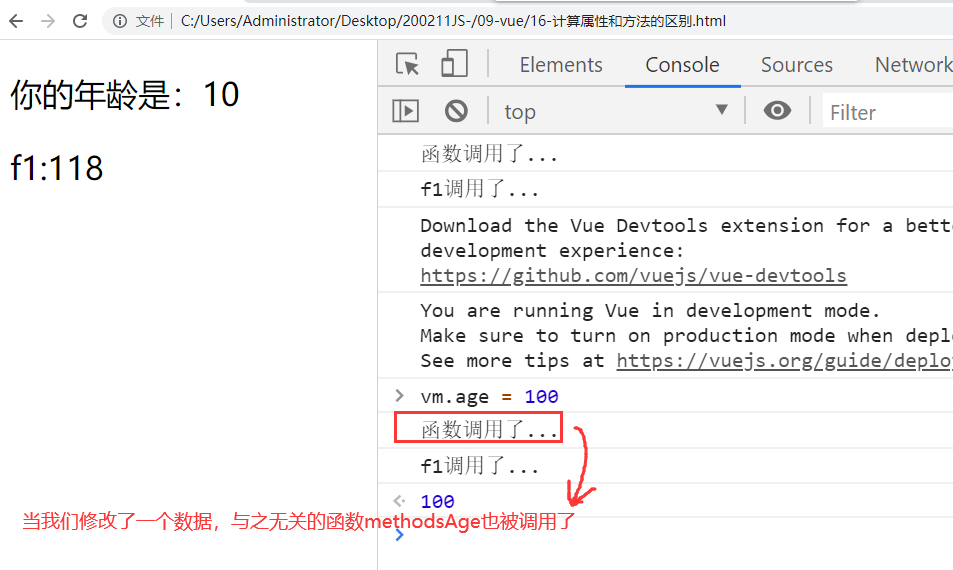 文件 C:/Users/Administrator/Desktop/200211JS-/09-vue/16-计算属性和方法的区别.html
你的年龄是：10
f1:118
Elements Console Sources Network
top Filter
函数调用了...
f1调用了...
Download the Vue Devtools extension for a bette
development experience:
https://github.com/vuejs/vue-devtools
You are running Vue in development mode.
Make sure to turn on production mode when deplo
See more tips at https://vuejs.org/guide/deploy
vm.age = 100
函数调用了...
f1调用了...
100
当我们修改了一个数据，与之无关的函数methodsAge也被调用了